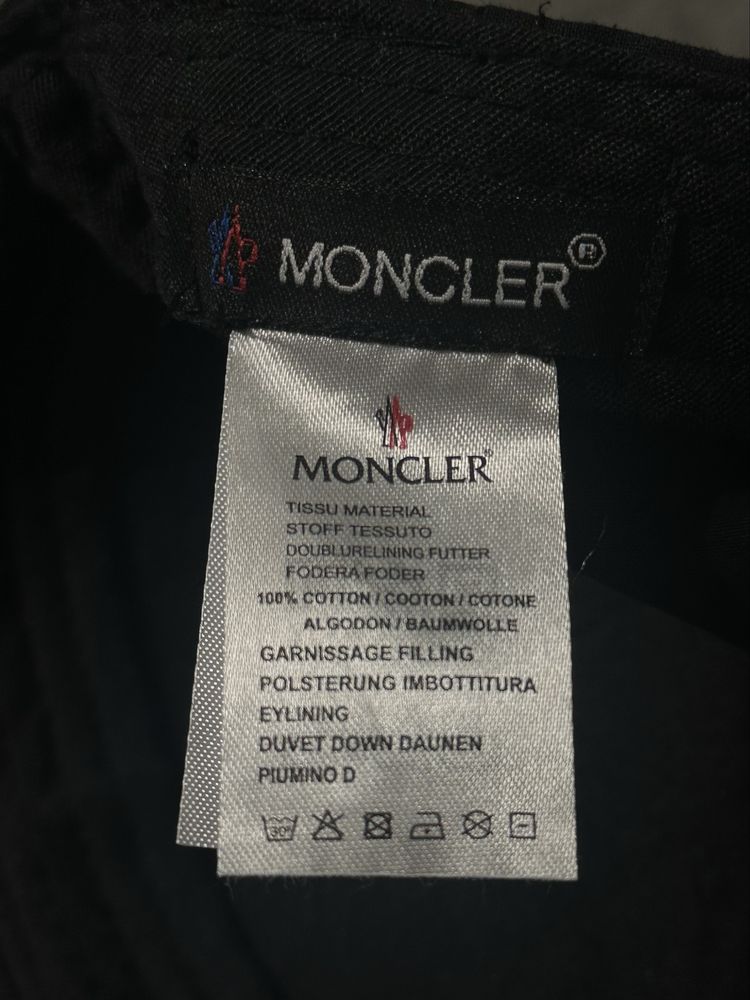 MONCLER®
MONCLER®
TISSU MATERIAL
STOFF TESSUTO
DOUBLURELINING FUTTER
FODERA FODER
100% COTTON / COOTON / COTONE
ALGODON / BAUMWOLLE
GARNISSAGE FILLING
POLSTERUNG IMBOTTITURA
EYLINING
DUVET DOWN DAUNEN
PIUMINO D
30°